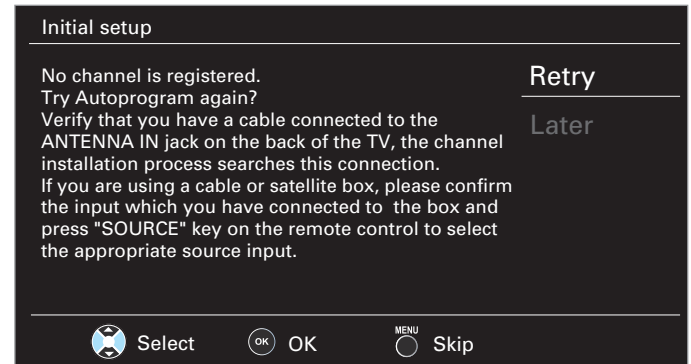 Initial setup
No channel is registered.
Try Autoprogram again?
Verify that you have a cable connected to the
ANTENNA IN jack on the back of the TV, the channel
installation process searches this connection.
If you are using a cable or satellite box, please confirm
the input which you have connected to the box and
press "SOURCE" key on the remote control to select
the appropriate source input.
Retry
Later
Select OK OK MENU Skip